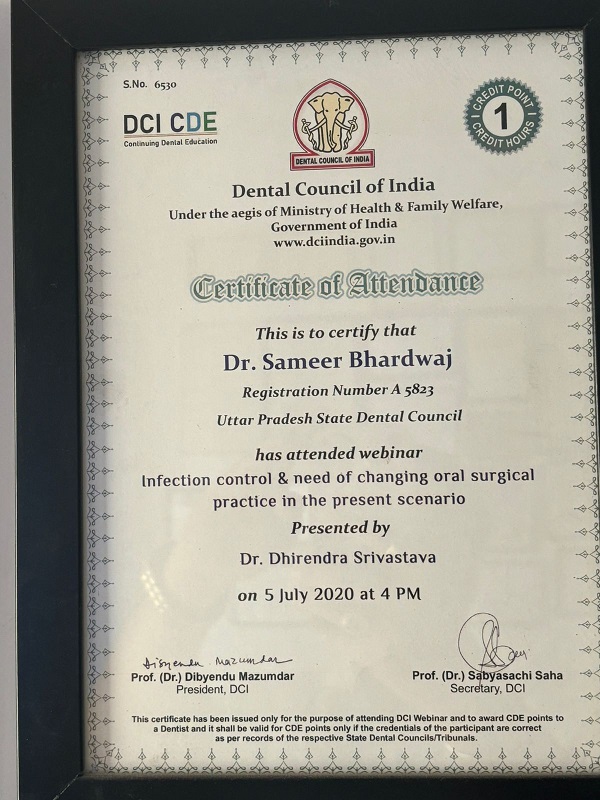 S.No. 6530
DCI CDE
Continuing Dental Education
DENTAL COUNCIL OF INDIA
CREDIT POINT
1
CREDIT HOURS
Dental Council of India
Under the aegis of Ministry of Health & Family Welfare,
Government of India
www.dciindia.gov.in
Certificate of Attendance
This is to certify that
Dr. Sameer Bhardwaj
Registration Number A 5823
Uttar Pradesh State Dental Council
has attended webinar
Infection control & need of changing oral surgical
practice in the present scenario
Presented by
Dr. Dhirendra Srivastava
on 5 July 2020 at 4 PM
Dibyendu Mazumdar
Prof. (Dr.) Dibyendu Mazumdar
President, DCI
Prof. (Dr.) Sabyasachi Saha
Secretary, DCI
This certificate has been issued only for the purpose of attending DCI Webinar and to award CDE points to
a Dentist and it shall be valid for CDE points only if the credentials of the participant are correct
as per records of the respective State Dental Councils/Tribunals.